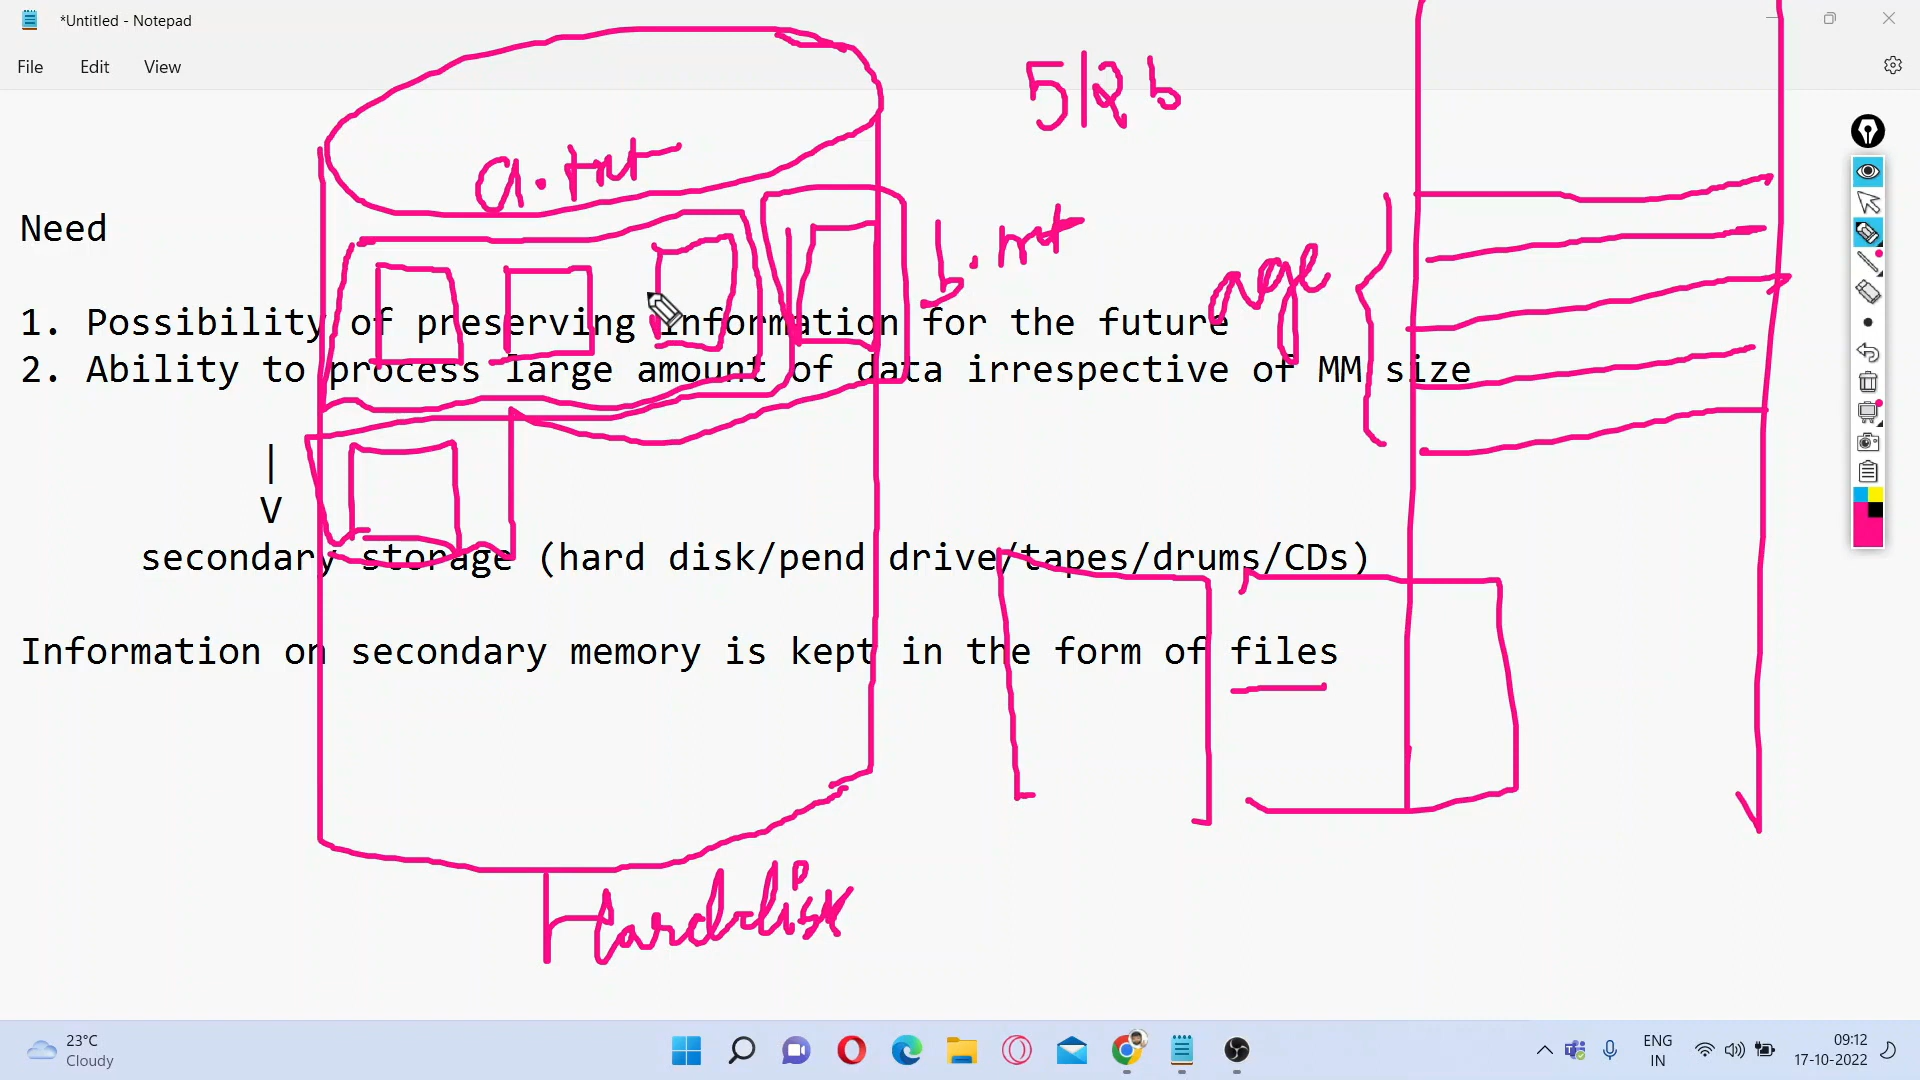 *Untitled - Notepad
File Edit View
512 b
a.txt
Need
b.txt
age
1. Possibility of preserving information for the future
2. Ability to process large amount of data irrespective of MM size
|
V
secondary storage (hard disk/pend drive/tapes/drums/CDs)
Information on secondary memory is kept in the form of files
Harddisk
23°C
Cloudy
ENG
IN
09:12
17-10-2022